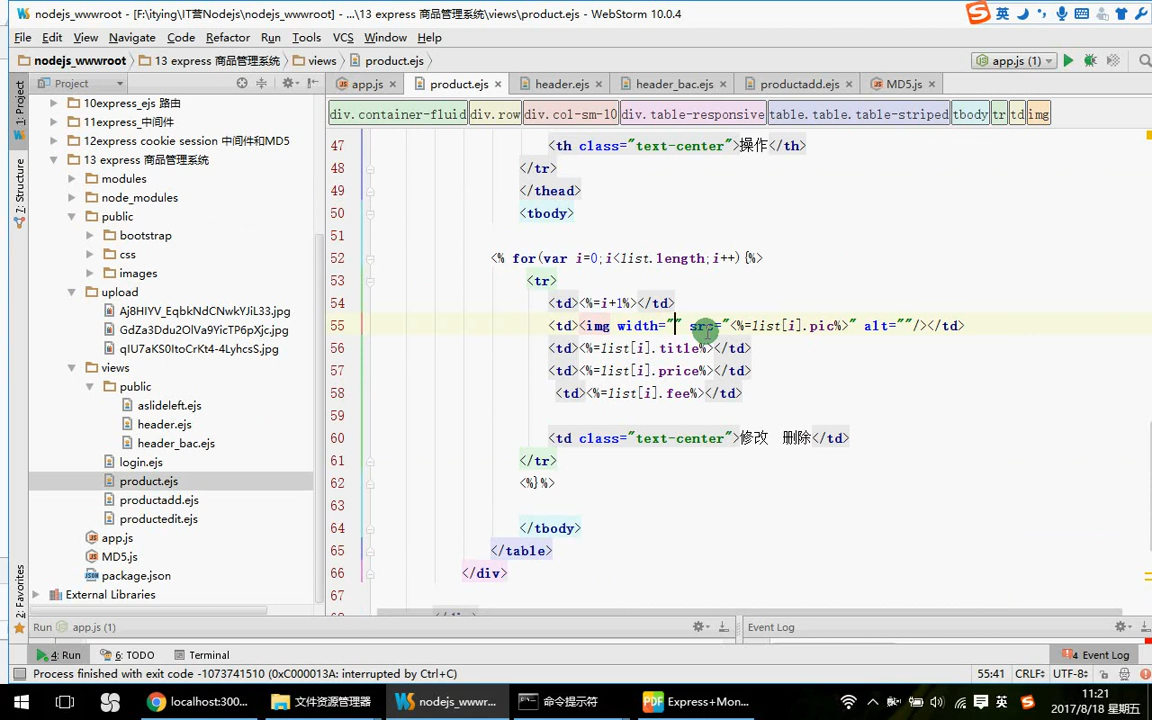 nodejs_wwwroot - [F:\itying\IT营Nodejs\nodejs_wwwroot] - ...\13 express 商品管理系统\views\product.ejs - WebStorm 10.0.4
英
File Edit View Navigate Code Refactor Run Tools VCS Window Help
nodejs_wwwroot 13 express 商品管理系统 views product.ejs app.js (1)
Project app.js product.ejs header.ejs header_bac.ejs productadd.ejs MD5.js
1: Project
7: Structure
2: Favorites
10express_ejs 路由
11express_中间件
12express cookie session 中间件和MD5
13 express 商品管理系统
modules
node_modules
public
bootstrap
css
images
upload
Aj8HIYV_EqbkNdCNwkYJiL33.jpg
GdZa3Ddu2OlVa9YicTP6pXjc.jpg
qIU7aKS0ItoCrKt4-4LyhcsS.jpg
views
public
aslideleft.ejs
header.ejs
header_bac.ejs
login.ejs
product.ejs
productadd.ejs
productedit.ejs
app.js
MD5.js
package.json
External Libraries
div.container-fluid div.row div.col-sm-10 div.table-responsive table.table.table-striped tbody tr td img
47 <th class="text-center">操作</th>
48 </tr>
49 </thead>
50 <tbody>
51
52 <% for(var i=0;i<list.length;i++){%>
53 <tr>
54 <td><%=i+1%></td>
55 <td><img width="" src="<%=list[i].pic%>" alt=""/></td>
56 <td><%=list[i].title%></td>
57 <td><%=list[i].price%></td>
58 <td><%=list[i].fee%></td>
59
60 <td class="text-center">修改 删除</td>
61 </tr>
62 <%}%>
63
64 </tbody>
65 </table>
66 </div>
67
Run app.js (1) Event Log
4: Run 6: TODO Terminal 4 Event Log
Process finished with exit code -1073741510 (0xC000013A: interrupted by Ctrl+C) 55:41 CRLF UTF-8
localhost:300... 文件资源管理器 nodejs_wwwr... 命令提示符 Express+Mon... 英
11:21
2017/8/18 星期五